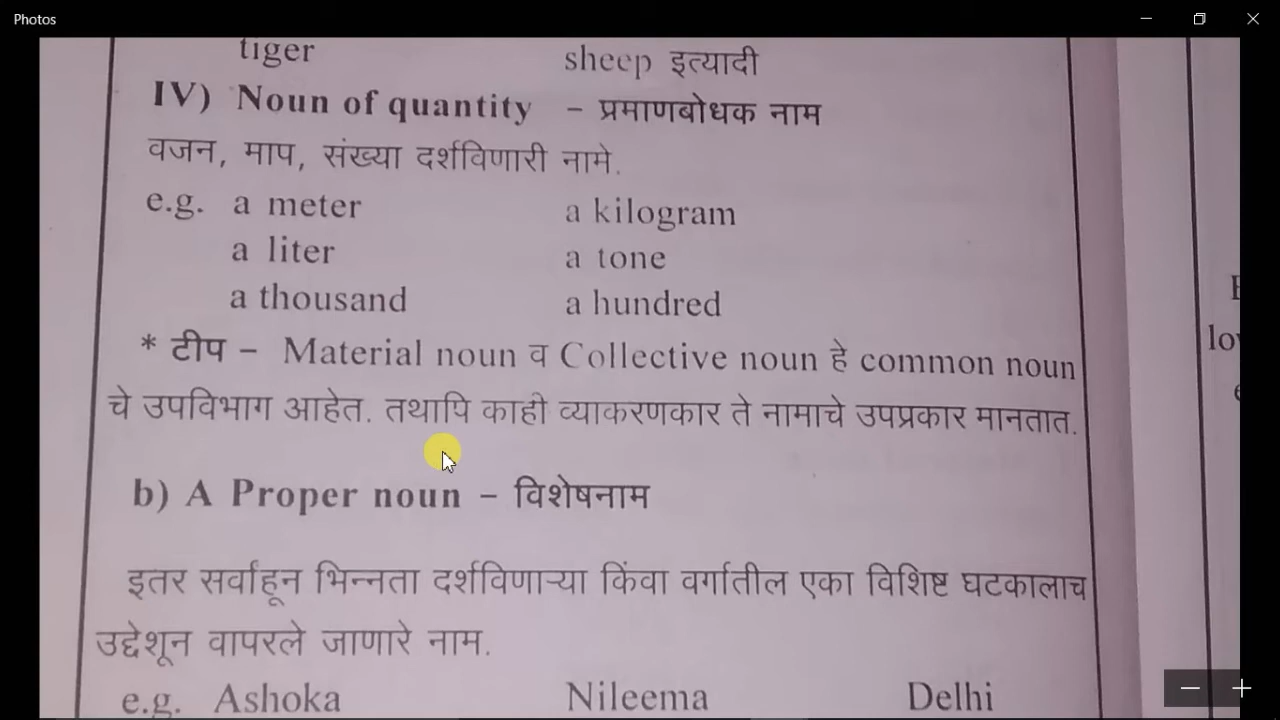 Photos
tiger sheep इत्यादी
IV) Noun of quantity – प्रमाणबोधक नाम
वजन, माप, संख्या दर्शविणारी नामे.
e.g. a meter a kilogram
a liter a tone
a thousand a hundred
* टीप – Material noun व Collective noun हे common noun
चे उपविभाग आहेत. तथापि काही व्याकरणकार ते नामाचे उपप्रकार मानतात.
b) A Proper noun – विशेषनाम
इतर सर्वांहून भिन्नता दर्शविणाऱ्या किंवा वर्गातील एका विशिष्ट घटकालाच
उद्देशून वापरले जाणारे नाम.
e.g. Ashoka Nileema Delhi